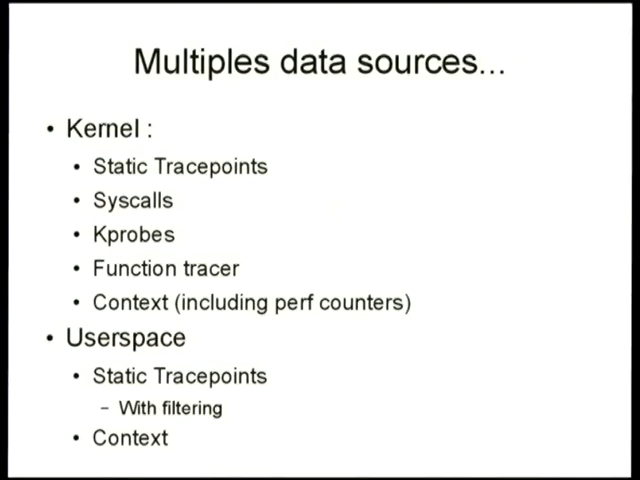 Multiples data sources...
• Kernel :
• Static Tracepoints
• Syscalls
• Kprobes
• Function tracer
• Context (including perf counters)
• Userspace
• Static Tracepoints
– With filtering
• Context